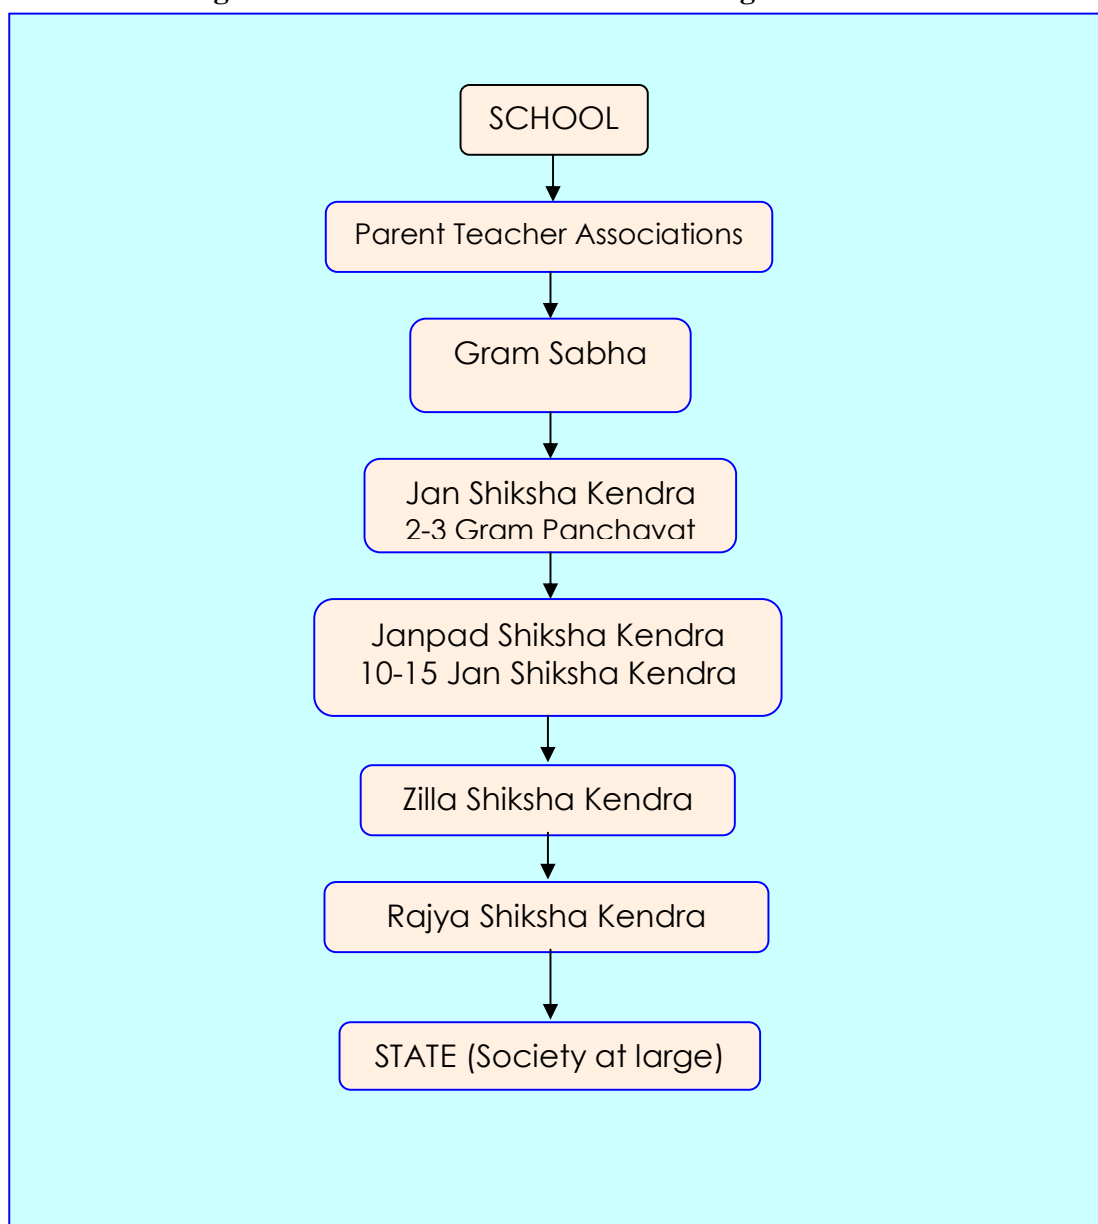 SCHOOL
Parent Teacher Associations
Gram Sabha
Jan Shiksha Kendra
2-3 Gram Panchayat
Janpad Shiksha Kendra
10-15 Jan Shiksha Kendra
Zilla Shiksha Kendra
Rajya Shiksha Kendra
STATE (Society at large)